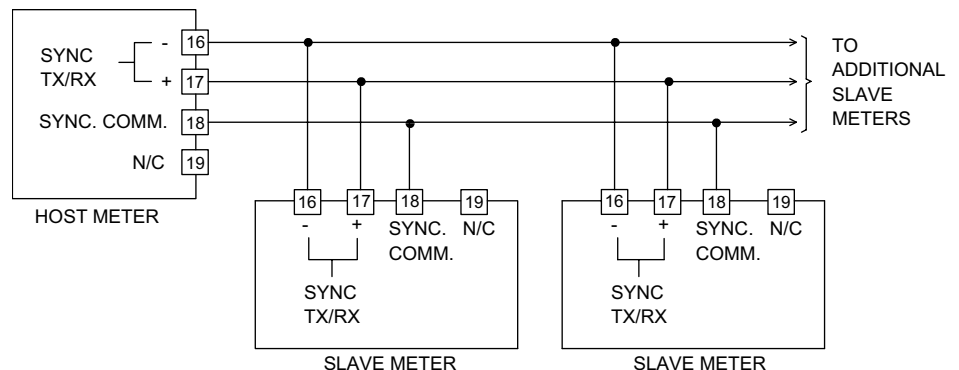 SYNC
TX/RX
-
+
16
17
SYNC. COMM.
18
N/C
19
HOST METER
TO
ADDITIONAL
SLAVE
METERS
16
17
18
19
-
+
SYNC.
COMM.
N/C
SYNC
TX/RX
SLAVE METER
16
17
18
19
-
+
SYNC.
COMM.
N/C
SYNC
TX/RX
SLAVE METER